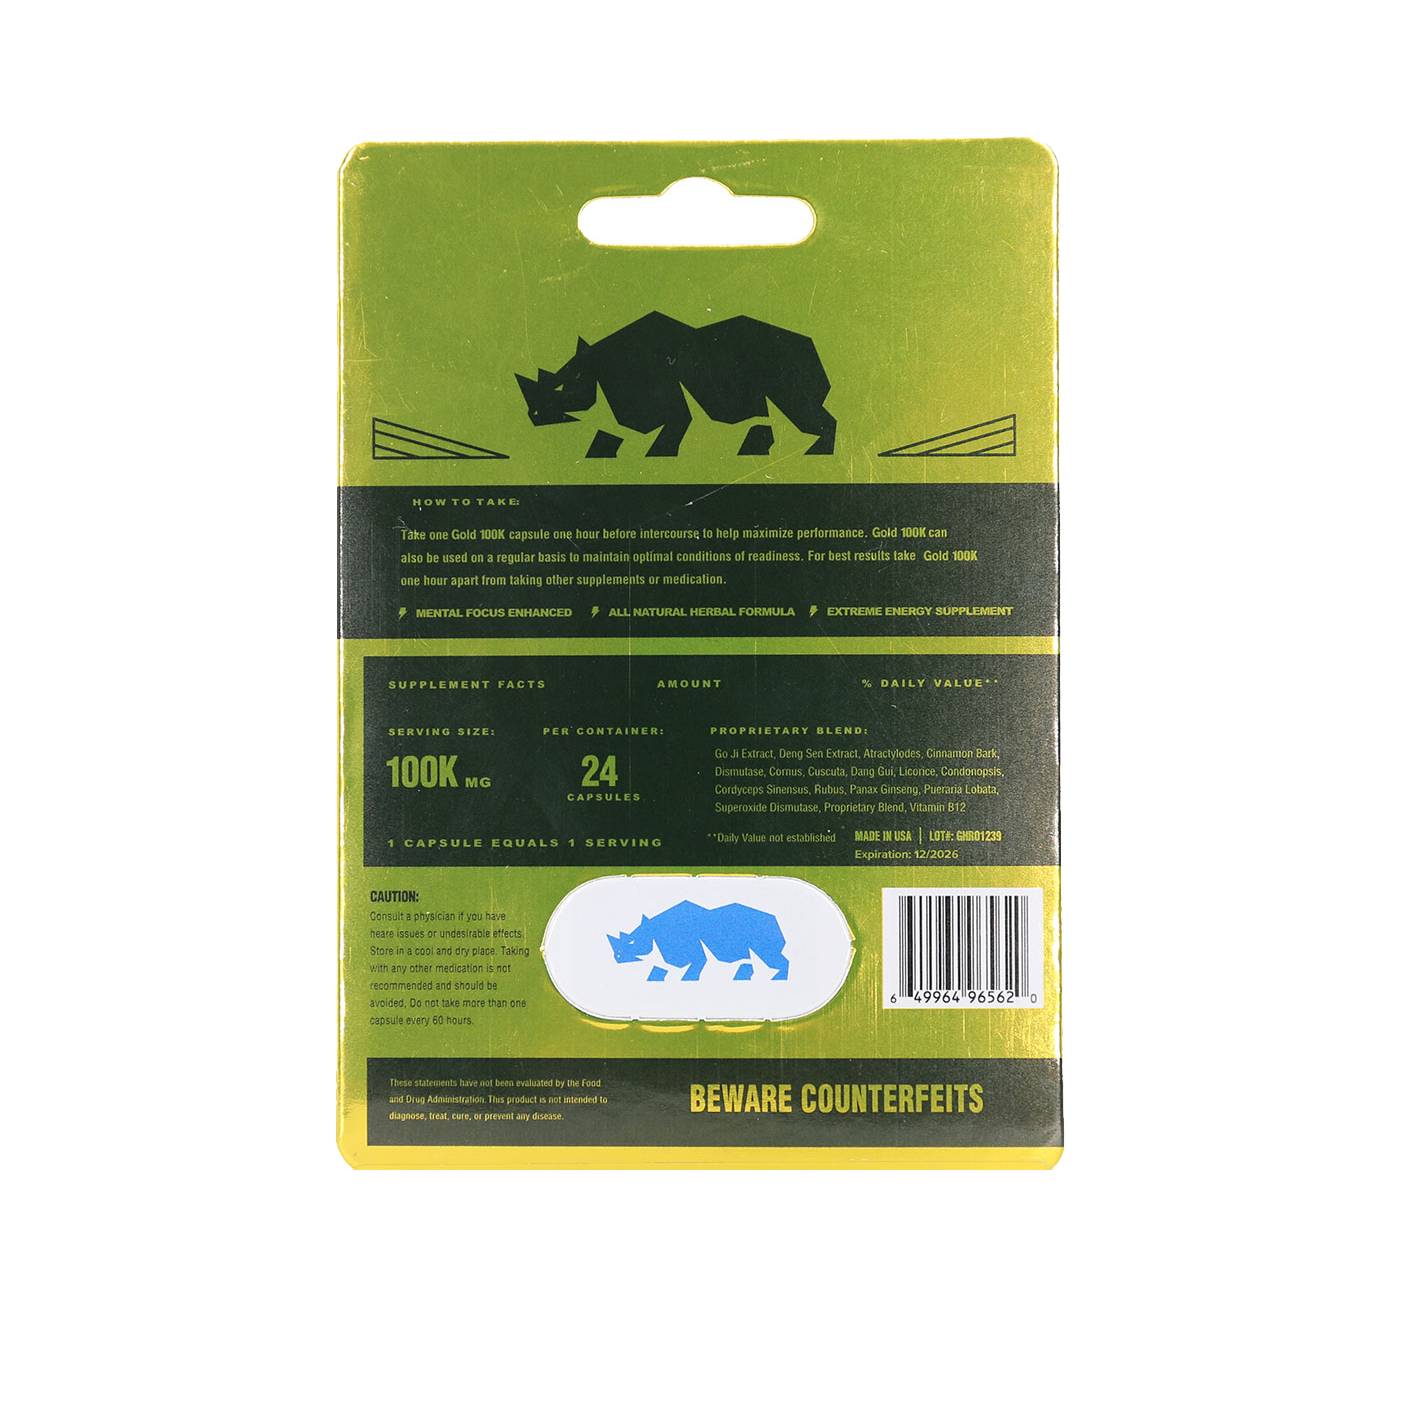 HOW TO TAKE:
Take one Gold 100K capsule one hour before intercourse to help maximize performance. Gold 100K can
also be used on a regular basis to maintain optimal conditions of readiness. For best results take Gold 100K
one hour apart from taking other supplements or medication.
MENTAL FOCUS ENHANCED ALL NATURAL HERBAL FORMULA EXTREME ENERGY SUPPLEMENT
SUPPLEMENT FACTS AMOUNT % DAILY VALUE**
SERVING SIZE: PER CONTAINER: PROPRIETARY BLEND:
100K MG
24
CAPSULES
Go Ji Extract, Deng Sen Extract, Atractylodes, Cinnamon Bark,
Dismutase, Cornus, Cuscuta, Dang Gui, Licorice, Condonopsis,
Cordyceps Sinensus, Rubus, Panax Ginseng, Pueraria Lobata,
Superoxide Dismutase, Proprietary Blend, Vitamin B12
1 CAPSULE EQUALS 1 SERVING
**Daily Value not established
MADE IN USA | LOT#: GHR01239
Expiration: 12/2026
CAUTION:
Consult a physician if you have
heare issues or undesirable effects.
Store in a cool and dry place. Taking
with any other medication is not
recommended and should be
avoided, Do not take more than one
capsule every 60 hours.
6 49964 96562 0
These statements have not been evaluated by the Food
and Drug Administration. This product is not intended to
diagnose, treat, cure, or prevent any disease.
BEWARE COUNTERFEITS